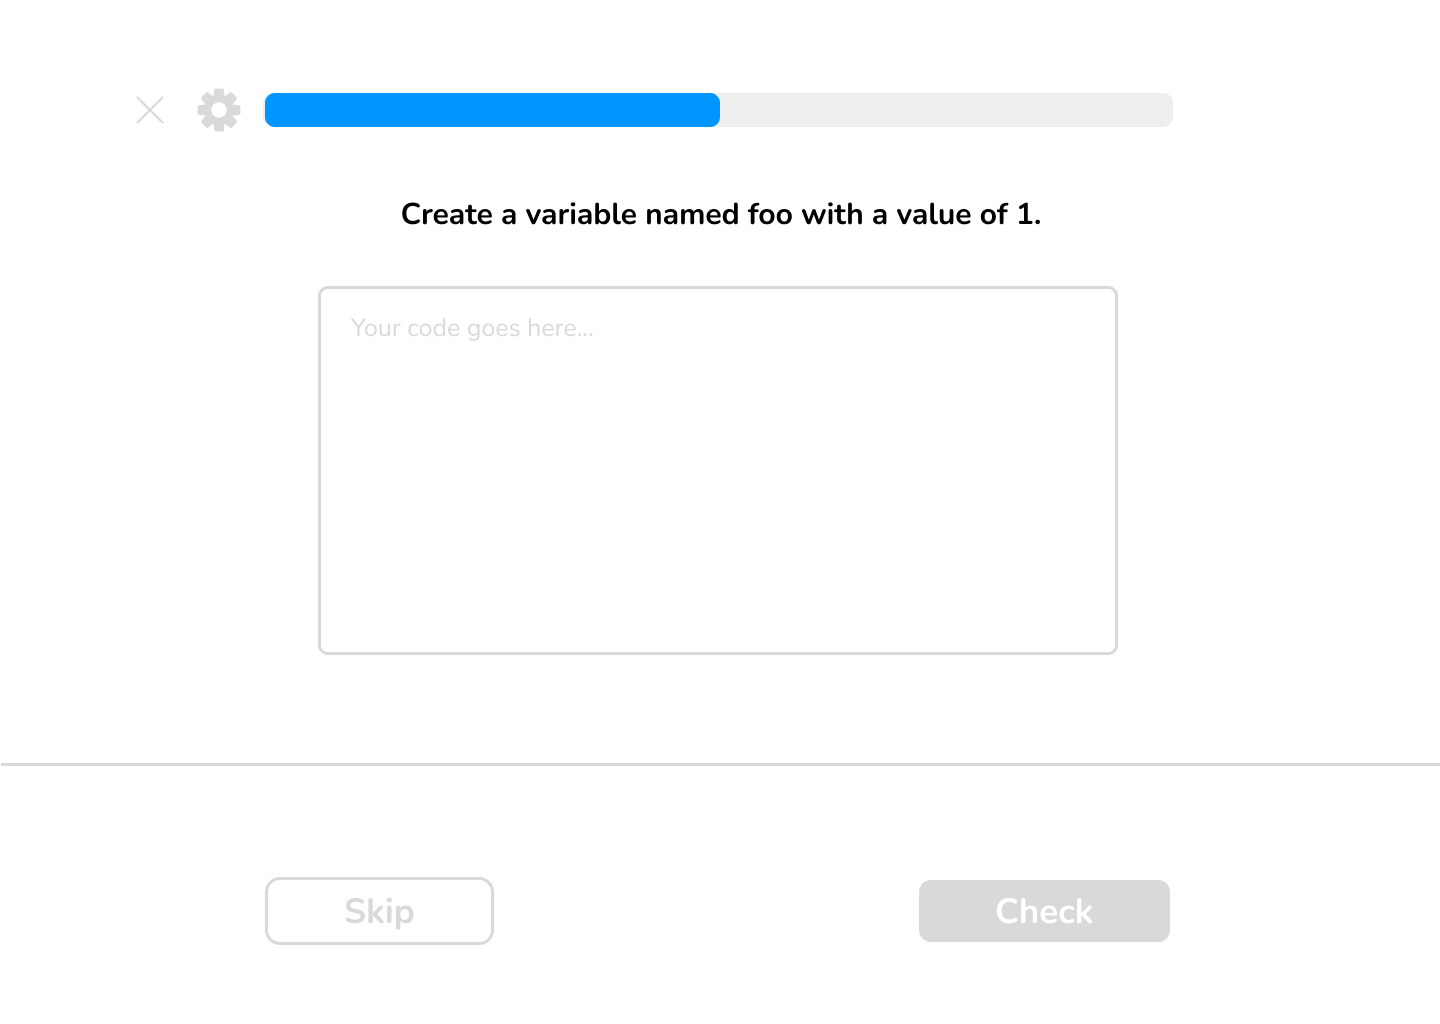 Create a variable named foo with a value of 1.
Your code goes here...
Skip
Check